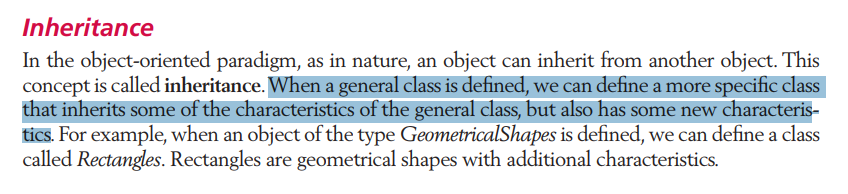 Inheritance
In the object-oriented paradigm, as in nature, an object can inherit from another object. This
concept is called inheritance. When a general class is defined, we can define a more specific class
that inherits some of the characteristics of the general class, but also has some new characteris-
tics. For example, when an object of the type GeometricalShapes is defined, we can define a class
called Rectangles. Rectangles are geometrical shapes with additional characteristics.